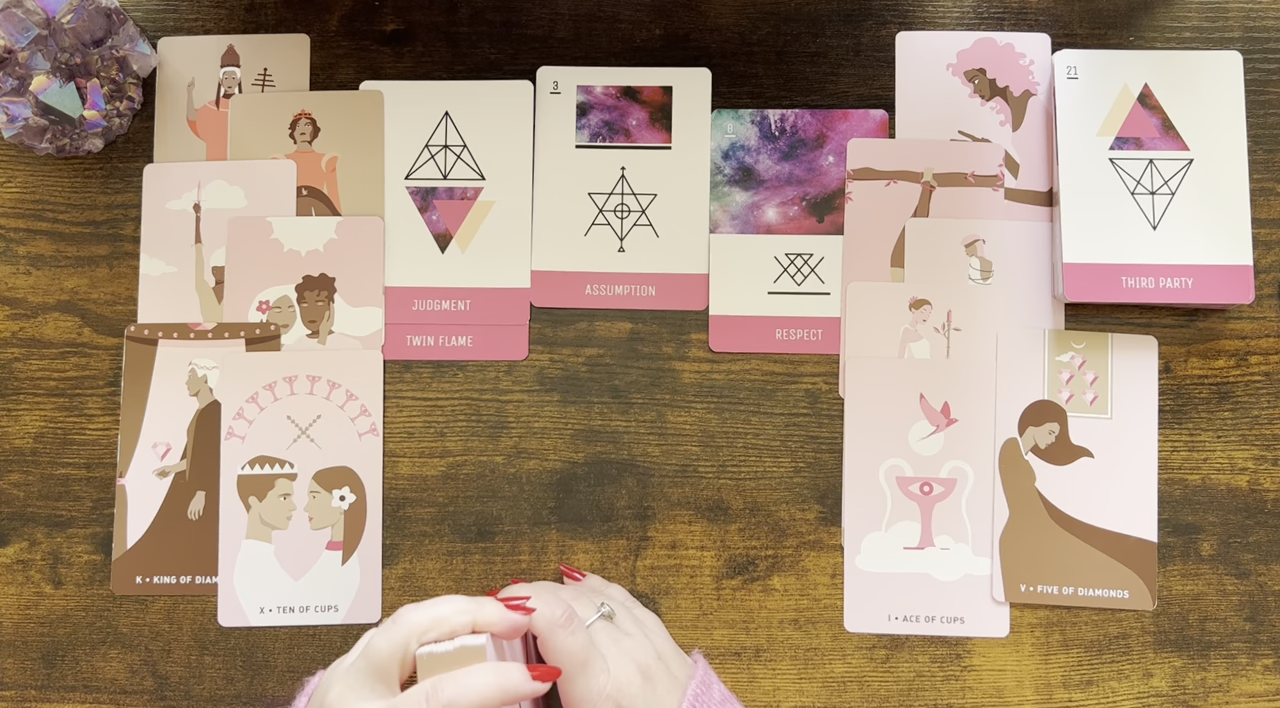 JUDGMENT
TWIN FLAME
3
ASSUMPTION
8
RESPECT
21
THIRD PARTY
K • KING OF DIAM
X • TEN OF CUPS
I • ACE OF CUPS
V • FIVE OF DIAMONDS